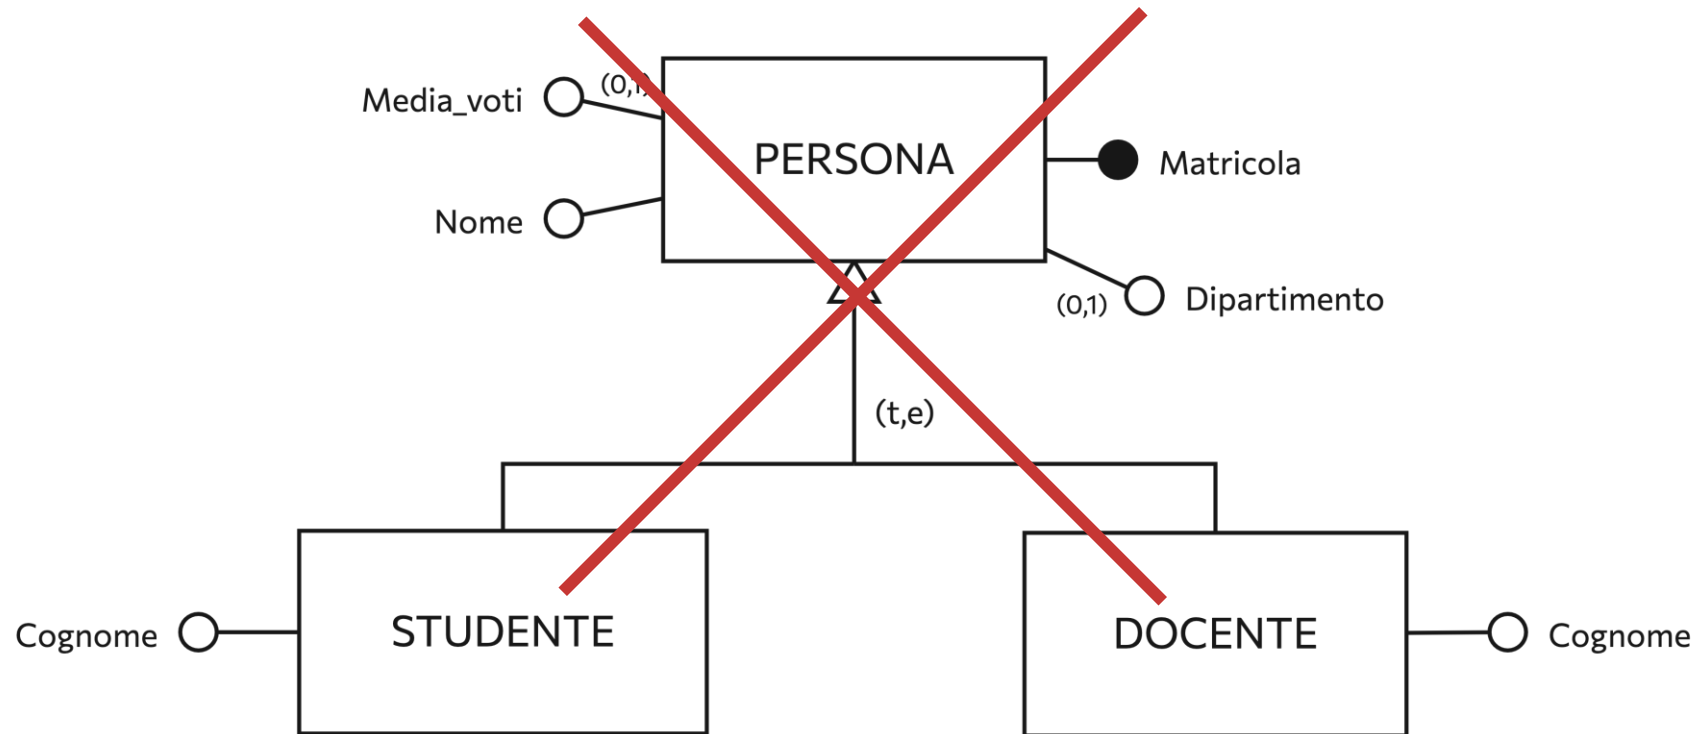 Media_voti
(0,1)
PERSONA
Matricola
Nome
(0,1)
Dipartimento
(t,e)
Cognome
STUDENTE
DOCENTE
Cognome